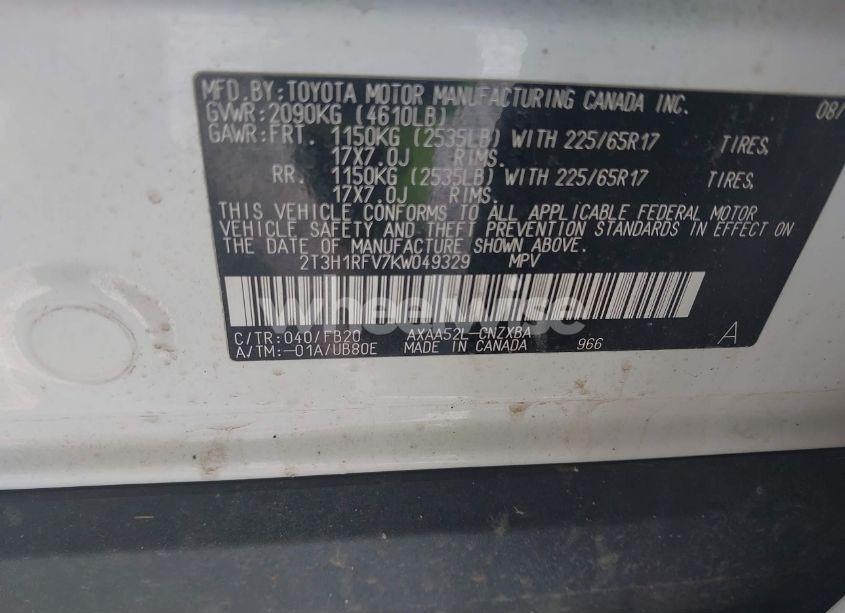 MFD.BY:TOYOTA MOTOR MANUFACTURING CANADA INC. 08/
GVWR:2090KG (4610LB)
GAWR:FRT. 1150KG (2535LB) WITH 225/65R17 TIRES,
17X7.0J RIMS.
RR. 1150KG (2535LB) WITH 225/65R17 TIRES,
17X7.0J RIMS.
THIS VEHICLE CONFORMS TO ALL APPLICABLE FEDERAL MOTOR
VEHICLE SAFETY AND THEFT PREVENTION STANDARDS IN EFFECT ON
THE DATE OF MANUFACTURE SHOWN ABOVE.
2T3H1RFV7KW049329 MPV
wheelwise
C/TR:040/FB20 AXAA52L-CNZXBA
A/TM:-01A/UB80E MADE IN CANADA 966 A